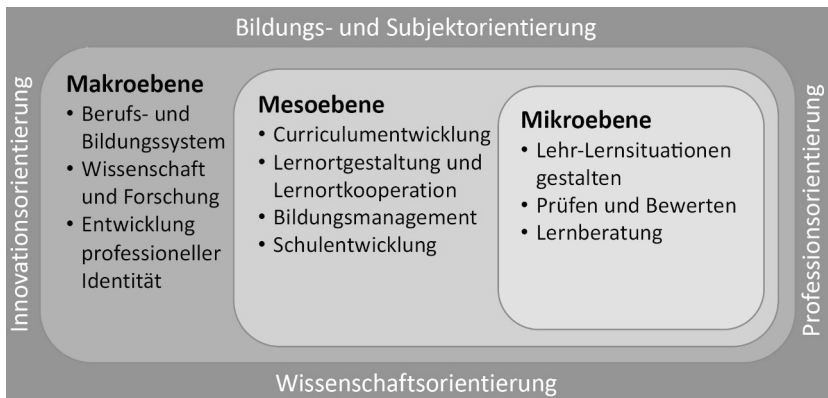 Bildungs- und Subjektorientierung
Innovationsorientierung
Makroebene
• Berufs- und
Bildungssystem
• Wissenschaft
und Forschung
• Entwicklung
professioneller
Identität
Mesoebene
• Curriculumentwicklung
• Lernortgestaltung und
Lernortkooperation
• Bildungsmanagement
• Schulentwicklung
Mikroebene
• Lehr-Lernsituationen
gestalten
• Prüfen und Bewerten
• Lernberatung
Professionsorientierung
Wissenschaftsorientierung